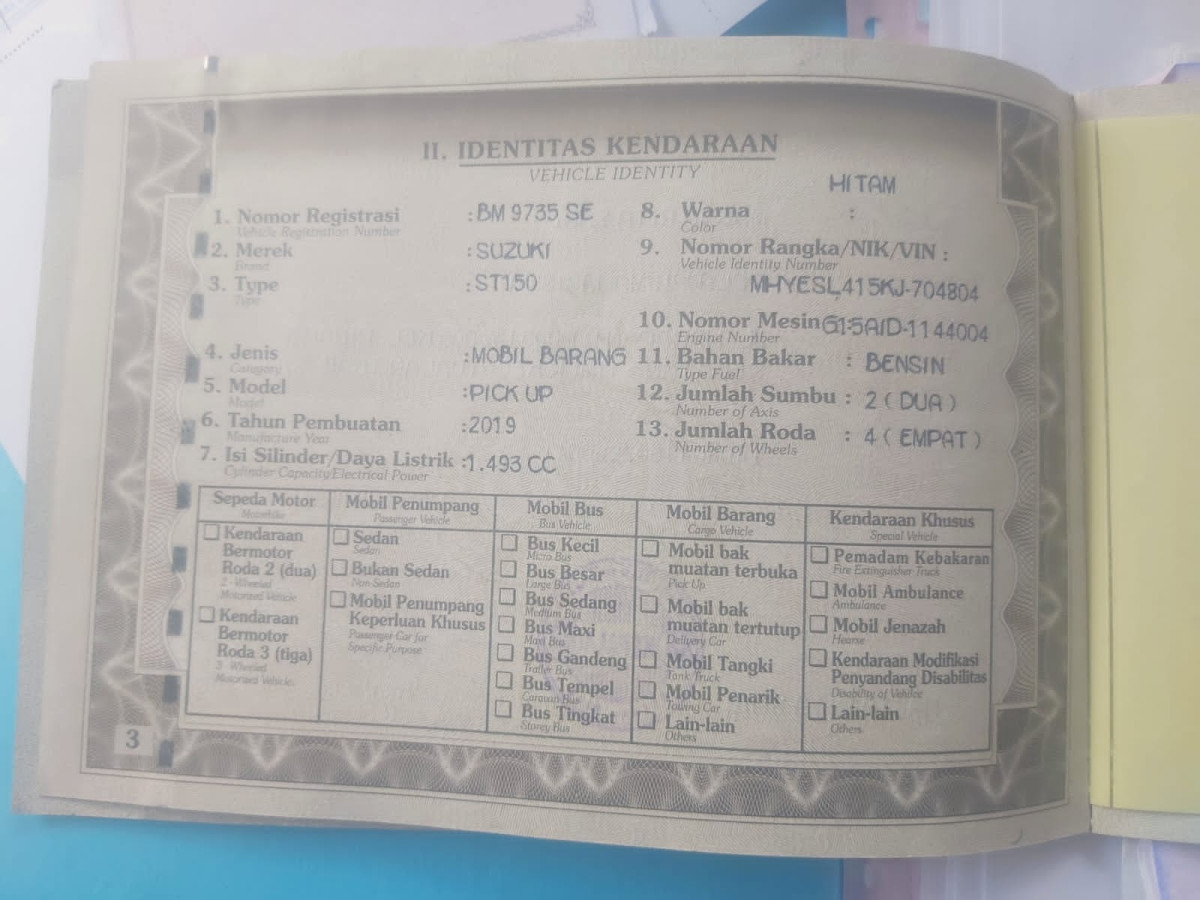 II. IDENTITAS KENDARAAN
VEHICLE IDENTITY
1. Nomor Registrasi : BM 9735 SE
Vehicle Registration Number
2. Merek : SUZUKI
Brand
3. Type : ST150
Type
4. Jenis : MOBIL BARANG
Category
5. Model : PICK UP
Model
6. Tahun Pembuatan : 2019
Manufacture Year
7. Isi Silinder/Daya Listrik : 1.493 CC
Cylinder Capacity/Electrical Power
HITAM
8. Warna :
Color
9. Nomor Rangka/NIK/VIN :
Vehicle Identity Number
MHYESL415KJ-704804
10. Nomor Mesin : G15AID-1144004
Engine Number
11. Bahan Bakar : BENSIN
Type Fuel
12. Jumlah Sumbu : 2 ( DUA )
Number of Axis
13. Jumlah Roda : 4 ( EMPAT )
Number of Wheels
Sepeda Motor
Motorbike
Kendaraan
Bermotor
Roda 2 (dua)
2 - Wheeled
Motorized Vehicle
Kendaraan
Bermotor
Roda 3 (tiga)
3 - Wheeled
Motorized Vehicle
Mobil Penumpang
Passenger Vehicle
Sedan
Sedan
Bukan Sedan
Non Sedan
Mobil Penumpang
Keperluan Khusus
Passenger Car for
Specific Purpose
Mobil Bus
Bus Vehicle
Bus Kecil
Micro Bus
Bus Besar
Large Bus
Bus Sedang
Medium Bus
Bus Maxi
Maxi Bus
Bus Gandeng
Trailer Bus
Bus Tempel
Caravan Bus
Bus Tingkat
Storey Bus
Mobil Barang
Cargo Vehicle
Mobil bak
muatan terbuka
Pick Up
Mobil bak
muatan tertutup
Delivery Car
Mobil Tangki
Tank Truck
Mobil Penarik
Towing Car
Lain-lain
Others
Kendaraan Khusus
Special Vehicle
Pemadam Kebakaran
Fire Extinguisher Truck
Mobil Ambulance
Ambulance
Mobil Jenazah
Hearse
Kendaraan Modifikasi
Penyandang Disabilitas
Disability of Vehilce
Lain-lain
Others
3